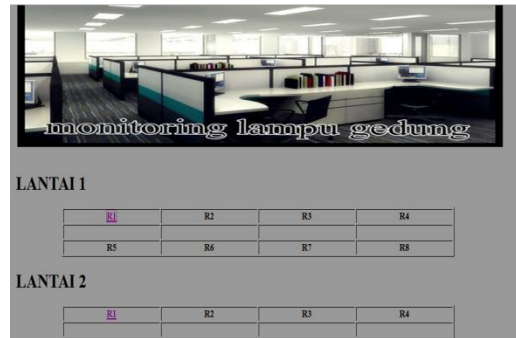 monitoring lampu gedung
LANTAI 1
R1 R2 R3 R4
R5 R6 R7 R8
LANTAI 2
R1 R2 R3 R4